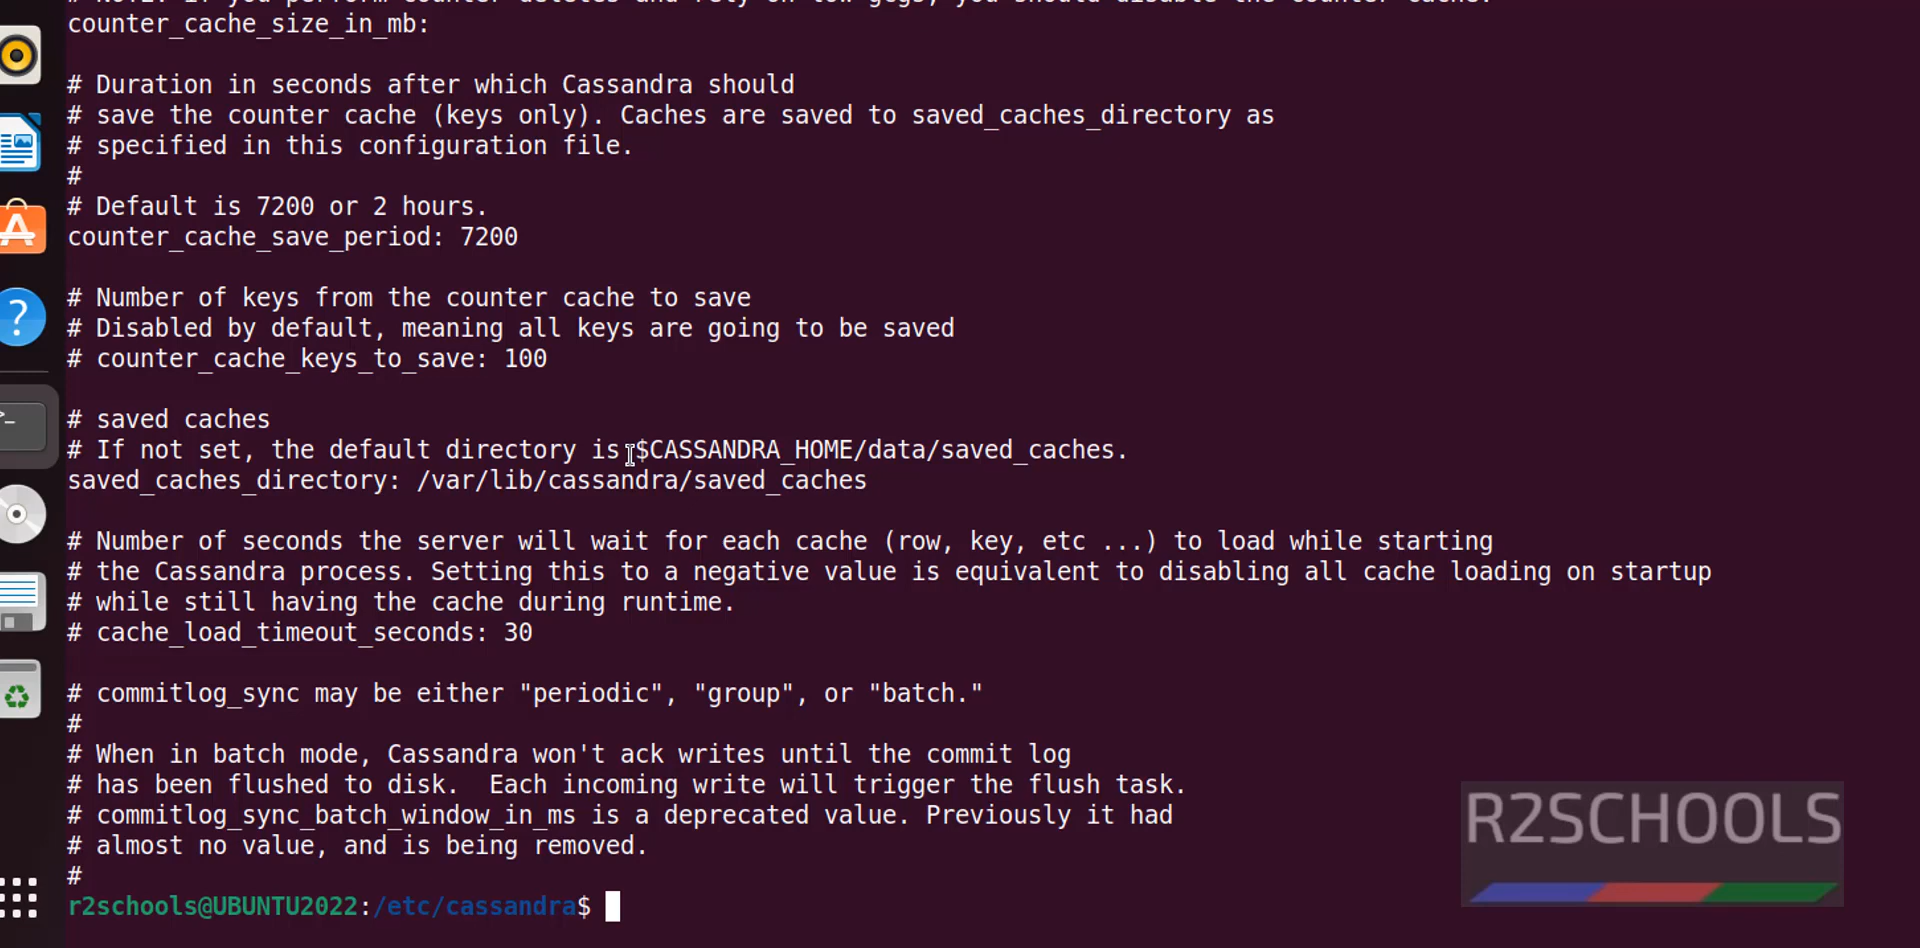 counter_cache_size_in_mb:
# Duration in seconds after which Cassandra should
# save the counter cache (keys only). Caches are saved to saved_caches_directory as
# specified in this configuration file.
#
# Default is 7200 or 2 hours.
counter_cache_save_period: 7200
# Number of keys from the counter cache to save
# Disabled by default, meaning all keys are going to be saved
# counter_cache_keys_to_save: 100
# saved caches
# If not set, the default directory is $CASSANDRA_HOME/data/saved_caches.
saved_caches_directory: /var/lib/cassandra/saved_caches
# Number of seconds the server will wait for each cache (row, key, etc ...) to load while starting
# the Cassandra process. Setting this to a negative value is equivalent to disabling all cache loading on startup
# while still having the cache during runtime.
# cache_load_timeout_seconds: 30
# commitlog_sync may be either "periodic", "group", or "batch."
#
# When in batch mode, Cassandra won't ack writes until the commit log
# has been flushed to disk.  Each incoming write will trigger the flush task.
# commitlog_sync_batch_window_in_ms is a deprecated value. Previously it had
# almost no value, and is being removed.
#
r2schools@UBUNTU2022:/etc/cassandra$
R2SCHOOLS